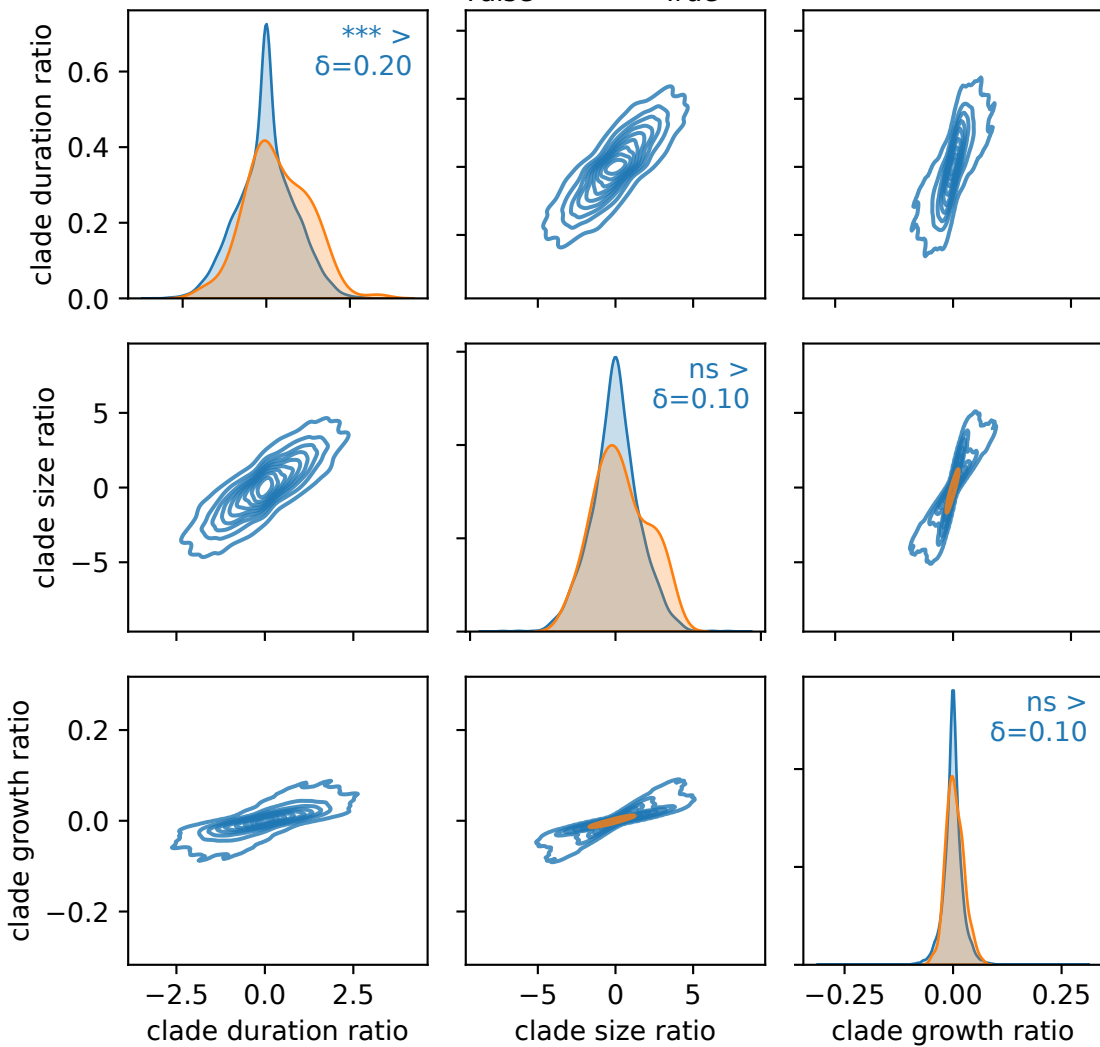 True
*** >
δ=0.20
clade duration ratio
0.6
0.4
0.2
0.0
ns >
δ=0.10
clade size ratio
5
0
−5
ns >
δ=0.10
clade growth ratio
0.2
0.0
−0.2
−2.5 0.0 2.5 −5 0 5 −0.25 0.00 0.25
clade duration ratio clade size ratio clade growth ratio